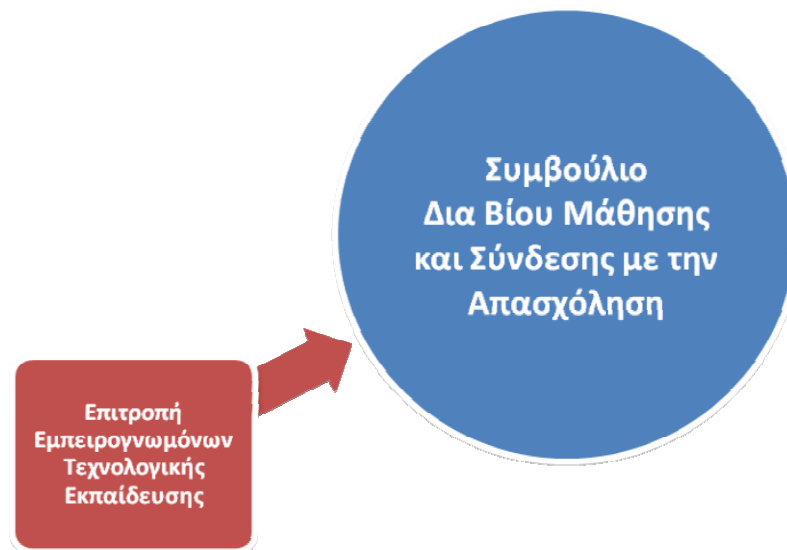 Συμβούλιο
Δια Βίου Μάθησης
και Σύνδεσης με την
Απασχόληση
Επιτροπή
Εμπειρογνωμόνων
Τεχνολογικής
Εκπαίδευσης